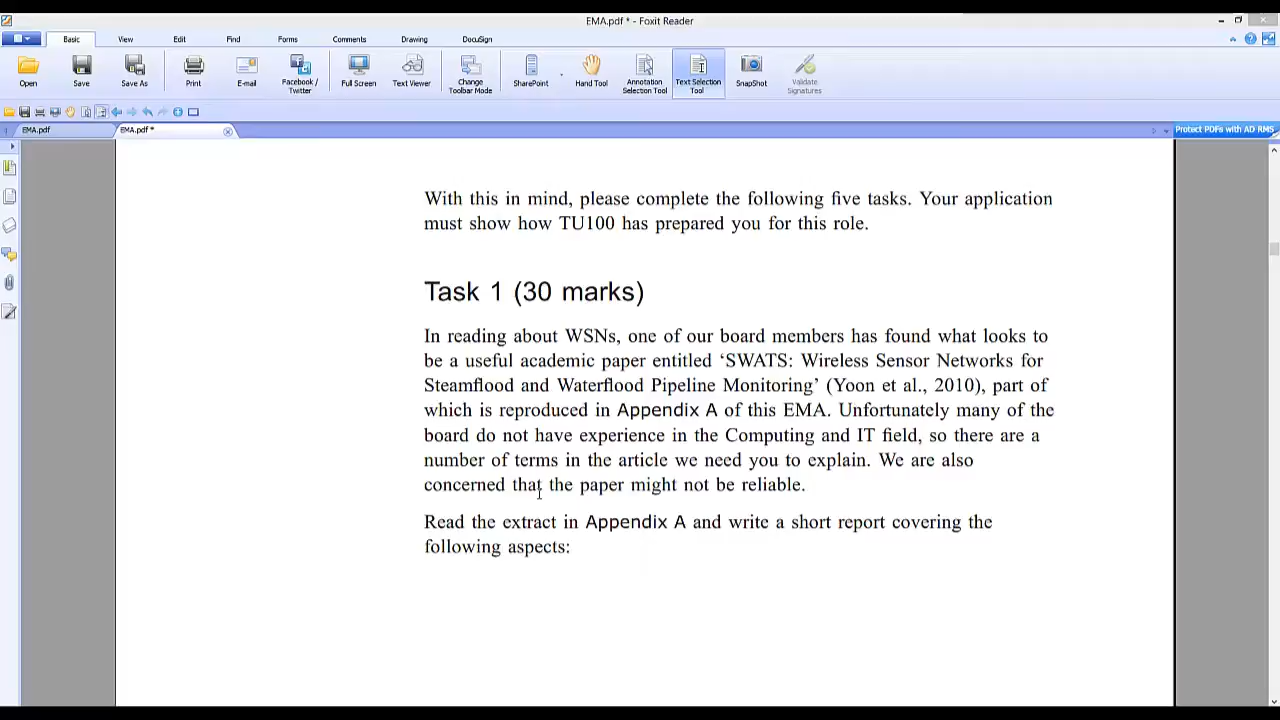 EMA.pdf * - Foxit Reader
Basic View Edit Find Forms Comments Drawing DocuSign
Open Save Save As Print E-mail Facebook / Twitter Full Screen Text Viewer Change Toolbar Mode SharePoint Hand Tool Annotation Selection Tool Text Selection Tool SnapShot Validate Signatures
EMA.pdf EMA.pdf * Protect PDFs with AD RMS
With this in mind, please complete the following five tasks. Your application
must show how TU100 has prepared you for this role.
Task 1 (30 marks)
In reading about WSNs, one of our board members has found what looks to
be a useful academic paper entitled ‘SWATS: Wireless Sensor Networks for
Steamflood and Waterflood Pipeline Monitoring’ (Yoon et al., 2010), part of
which is reproduced in Appendix A of this EMA. Unfortunately many of the
board do not have experience in the Computing and IT field, so there are a
number of terms in the article we need you to explain. We are also
concerned that the paper might not be reliable.
Read the extract in Appendix A and write a short report covering the
following aspects: